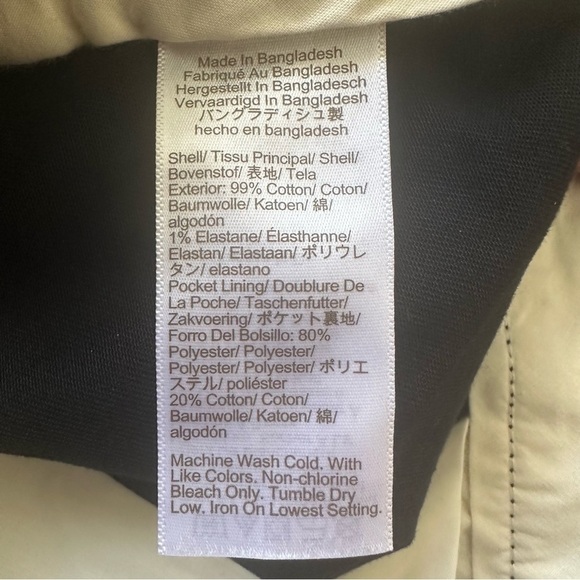 Made In Bangladesh
Fabriqué Au Bangladesh
Hergestellt In Bangladesch
Vervaardigd In Bangladesh
バングラディシュ製
hecho en bangladesh
Shell/ Tissu Principal/ Shell/
Bovenstof/ 表地/ Tela
Exterior: 99% Cotton/ Coton/
Baumwolle/ Katoen/ 綿/
algodón
1% Elastane/ Élasthanne/
Elastan/ Elastaan/ ポリウレ
タン/ elastano
Pocket Lining/ Doublure De
La Poche/ Taschenfutter/
Zakvoering/ ポケット裏地/
Forro Del Bolsillo: 80%
Polyester/ Polyester/
Polyester/ Polyester/ ポリエ
ステル/ poliéster
20% Cotton/ Coton/
Baumwolle/ Katoen/ 綿/
algodón
Machine Wash Cold, With
Like Colors. Non-chlorine
Bleach Only. Tumble Dry
Low. Iron On Lowest Setting.